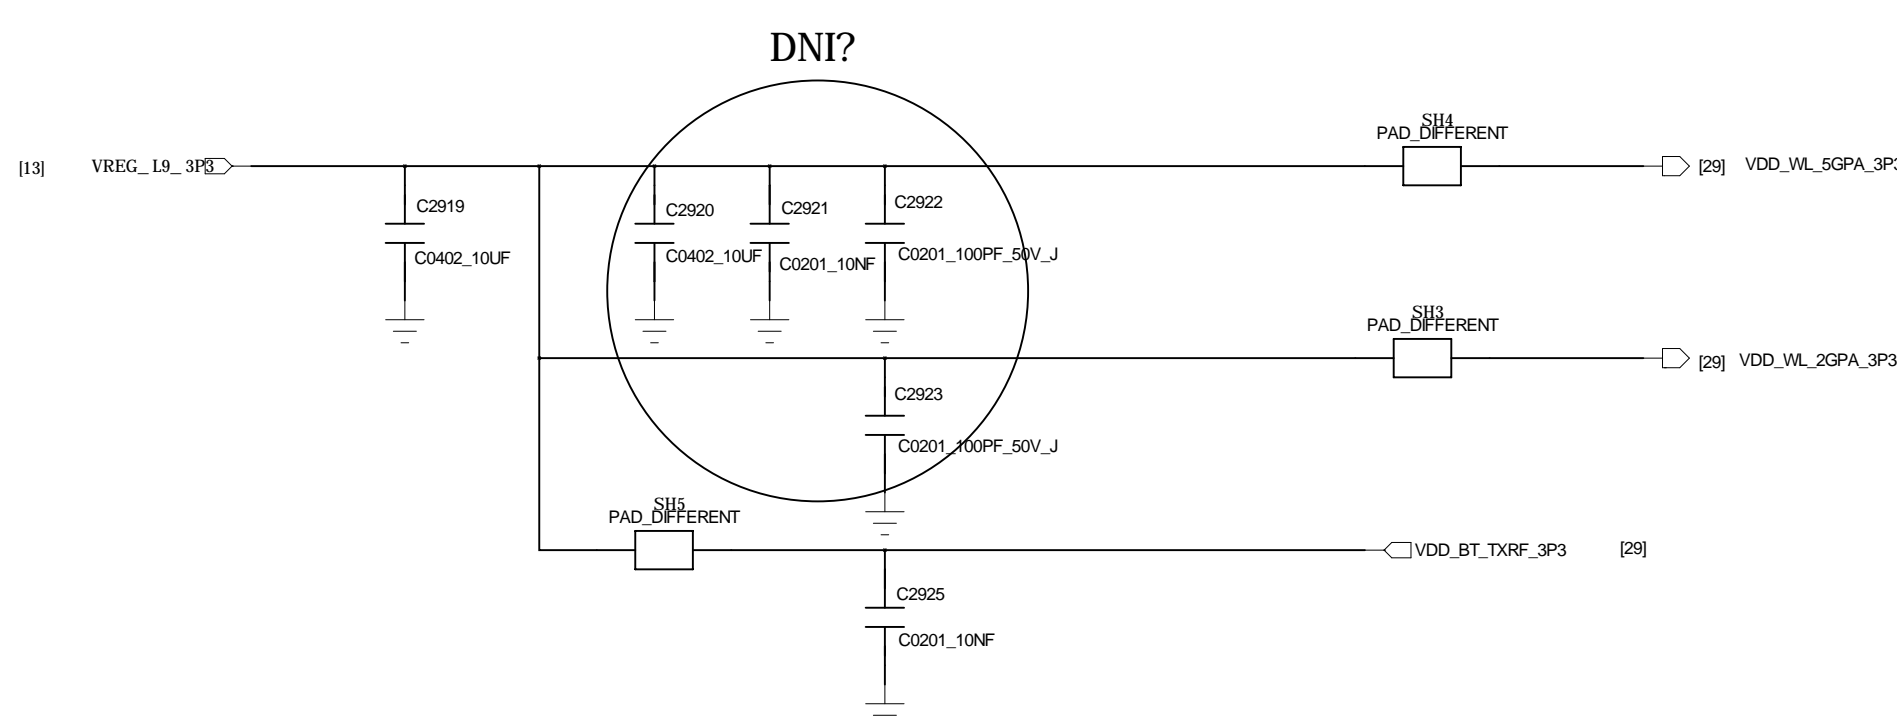 DNI?
SH4
PAD_DIFFERENT
[13] VREG_L9_3P3
[29] VDD_WL_5GPA_3P3
C2919
C0402_10UF
C2920
C0402_10UF
C2921
C0201_10NF
C2922
C0201_100PF_50V_J
SH3
PAD_DIFFERENT
[29] VDD_WL_2GPA_3P3
C2923
C0201_100PF_50V_J
SH5
PAD_DIFFERENT
VDD_BT_TXRF_3P3 [29]
C2925
C0201_10NF